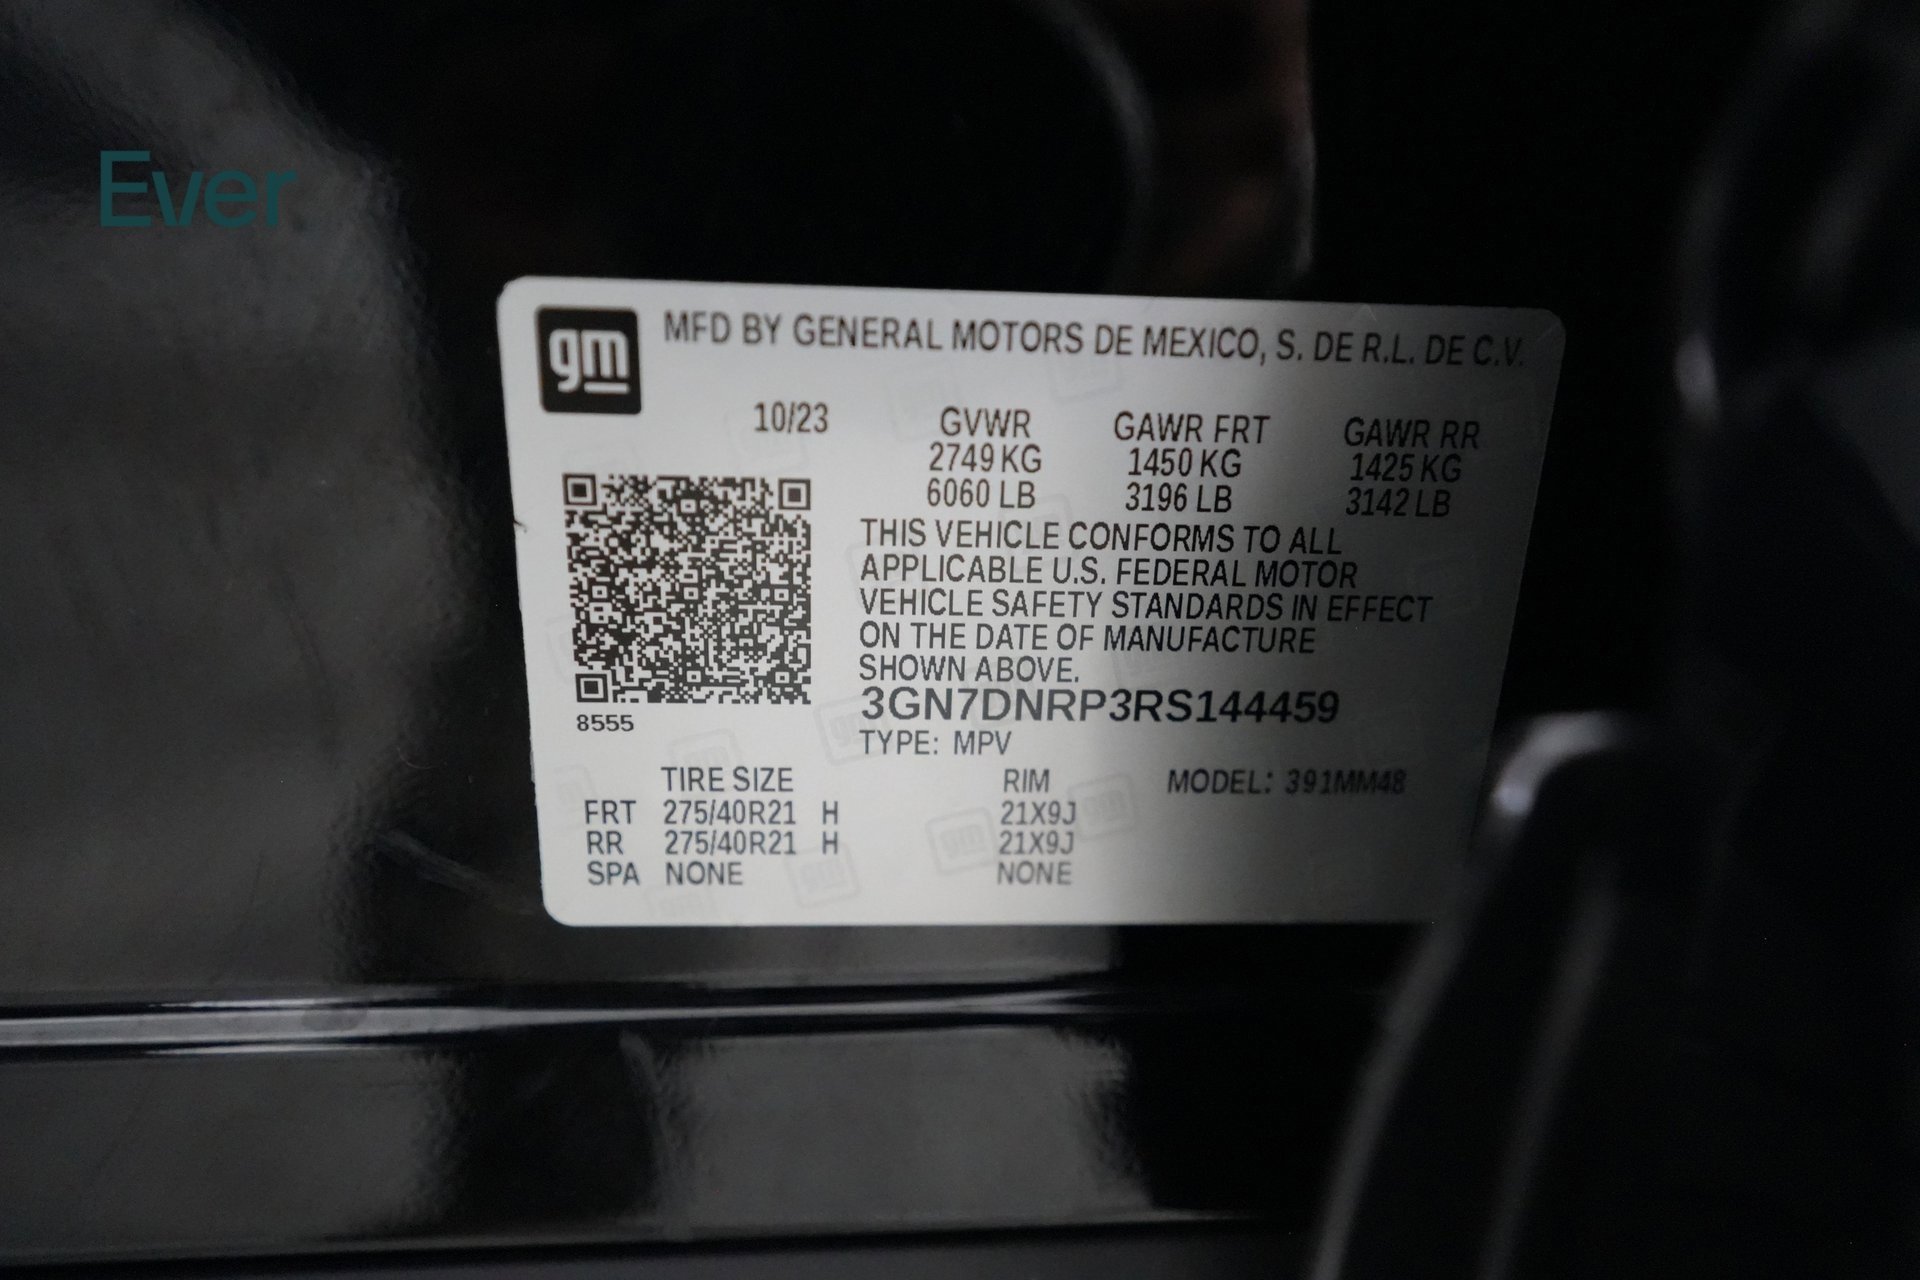 Ever
gm MFD BY GENERAL MOTORS DE MEXICO, S. DE R.L. DE C.V.
10/23 GVWR GAWR FRT GAWR RR
2749 KG 1450 KG 1425 KG
6060 LB 3196 LB 3142 LB
THIS VEHICLE CONFORMS TO ALL
APPLICABLE U.S. FEDERAL MOTOR
VEHICLE SAFETY STANDARDS IN EFFECT
ON THE DATE OF MANUFACTURE
SHOWN ABOVE.
3GN7DNRP3RS144459
8555
TYPE: MPV
TIRE SIZE RIM MODEL: 391MM48
FRT 275/40R21 H 21X9J
RR 275/40R21 H 21X9J
SPA NONE NONE